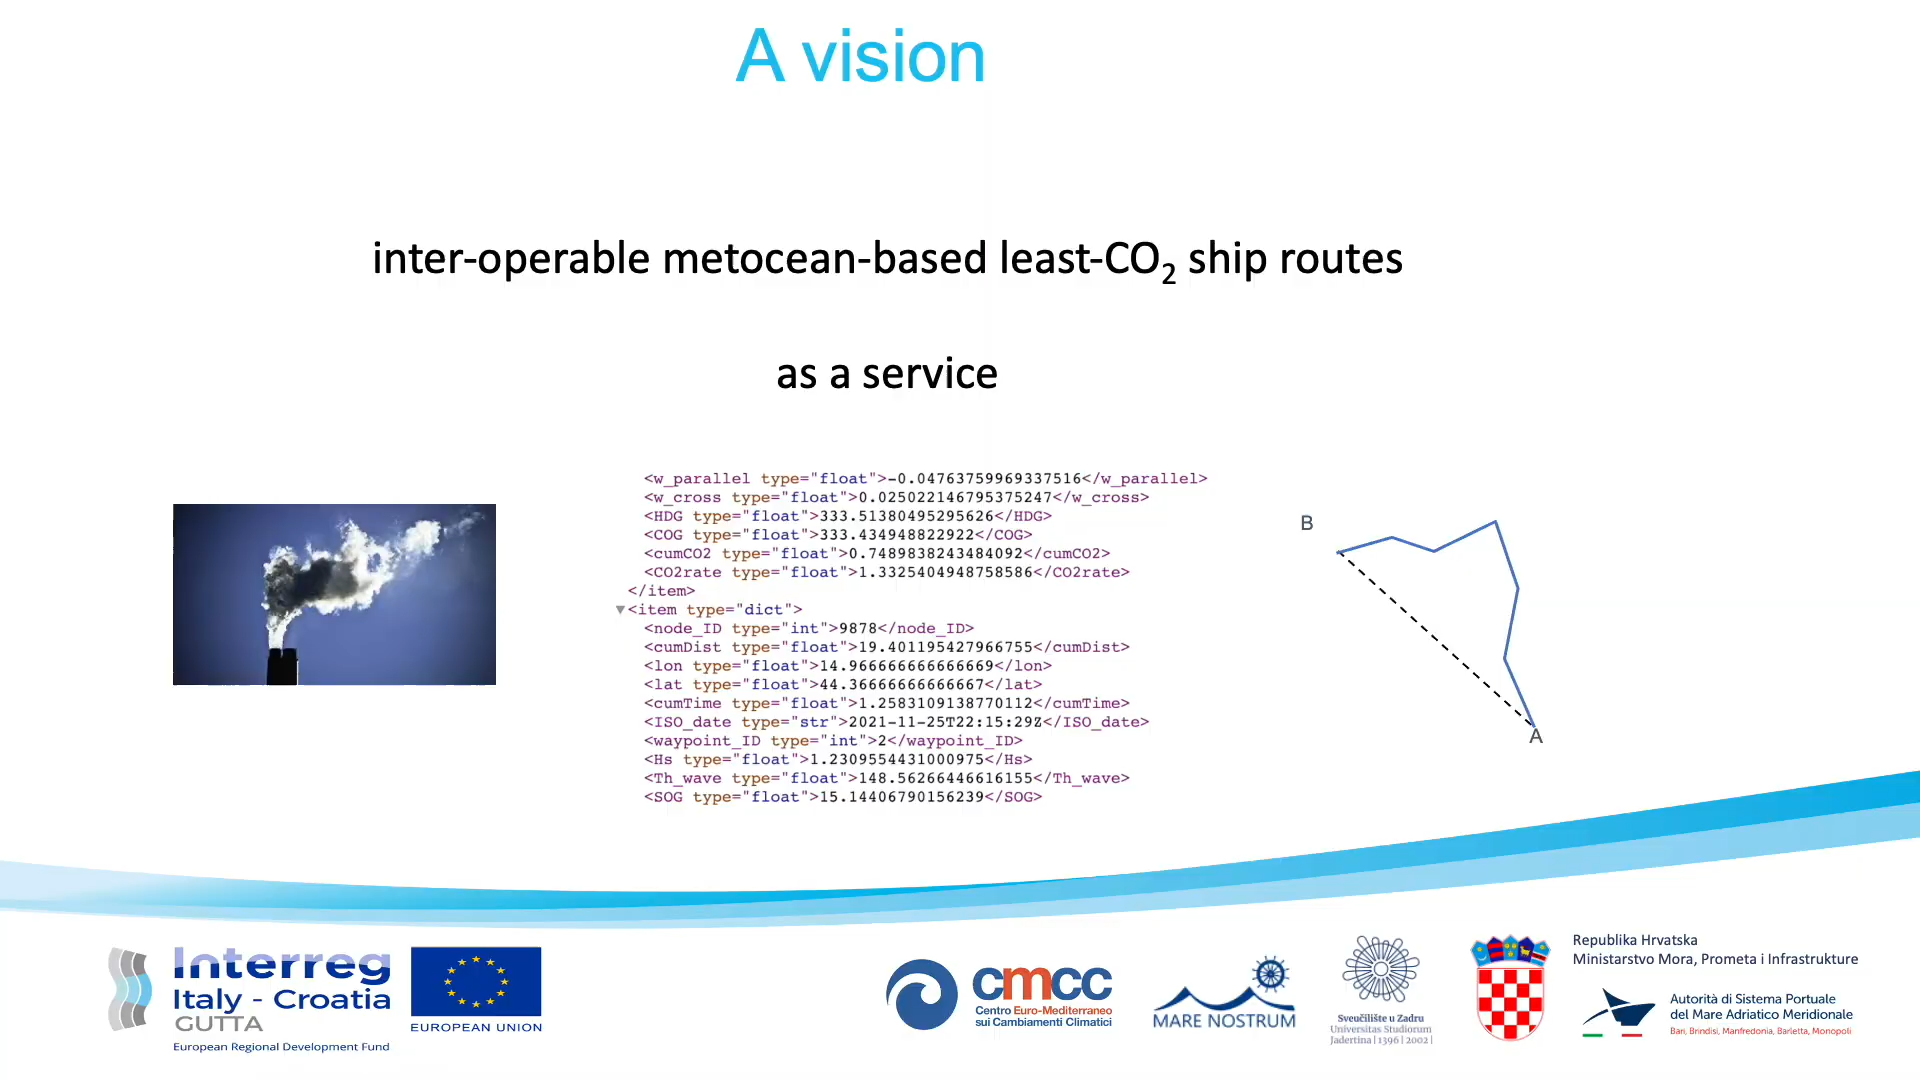 A vision
inter-operable metocean-based least-CO₂ ship routes
as a service
<w_parallel type="float">-0.04763759969337516</w_parallel>
<w_cross type="float">0.025022146795375247</w_cross>
<HDG type="float">333.51380495295626</HDG>
<COG type="float">333.434948822922</COG>
<cumCO2 type="float">0.7489838243484092</cumCO2>
<CO2rate type="float">1.3325404948758586</CO2rate>
</item>
▼<item type="dict">
<node_ID type="int">9878</node_ID>
<cumDist type="float">19.401195427966755</cumDist>
<lon type="float">14.966666666666669</lon>
<lat type="float">44.36666666666667</lat>
<cumTime type="float">1.2583109138770112</cumTime>
<ISO_date type="str">2021-11-25T22:15:29Z</ISO_date>
<waypoint_ID type="int">2</waypoint_ID>
<Hs type="float">1.2309554431000975</Hs>
<Th_wave type="float">148.56266446616155</Th_wave>
<SOG type="float">15.14406790156239</SOG>
B
A
Interreg
Italy - Croatia
GUTTA
European Regional Development Fund
EUROPEAN UNION
cmcc
Centro Euro-Mediterraneo
sui Cambiamenti Climatici
MARE NOSTRUM
Sveučilište u Zadru
Universitas Studiorum
Jadertina | 1396 | 2002 |
Republika Hrvatska
Ministarstvo Mora, Prometa i Infrastrukture
Autorità di Sistema Portuale
del Mare Adriatico Meridionale
Bari, Brindisi, Manfredonia, Barletta, Monopoli